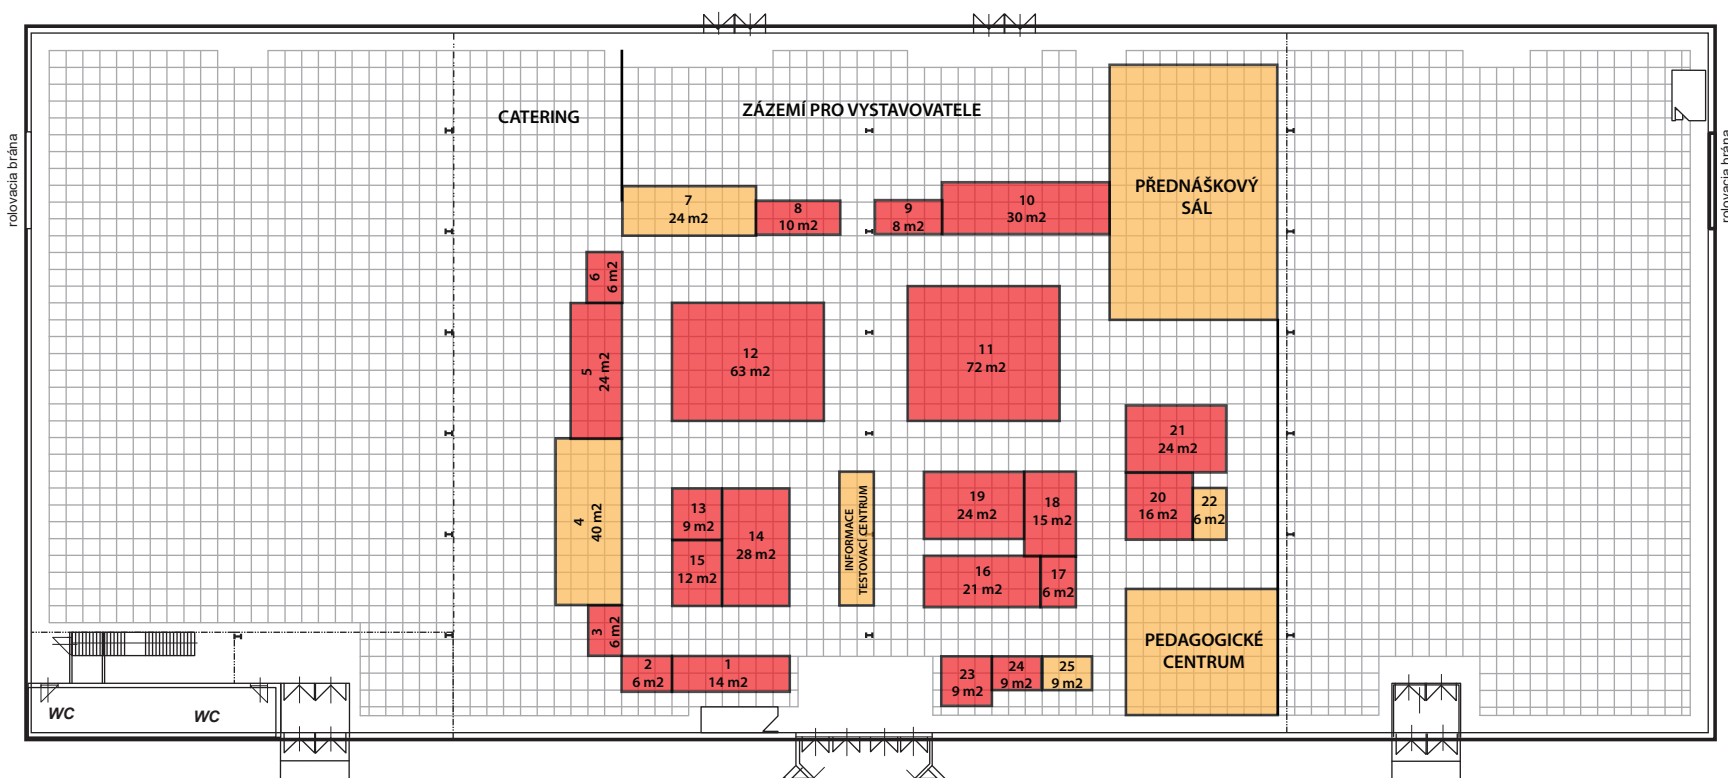 CATERING
ZÁZEMÍ PRO VYSTAVOVATELE
rolovacia brána
rolovacia brána
PŘEDNÁŠKOVÝ
SÁL
7
24 m2
8
10 m2
9
8 m2
10
30 m2
6
6 m2
5
24 m2
12
63 m2
11
72 m2
4
40 m2
21
24 m2
13
9 m2
14
28 m2
15
12 m2
INFORMACE
TESTOVACÍ CENTRUM
19
24 m2
18
15 m2
20
16 m2
22
6 m2
16
21 m2
17
6 m2
3
6 m2
2
6 m2
1
14 m2
23
9 m2
24
9 m2
25
9 m2
PEDAGOGICKÉ
CENTRUM
WC
WC